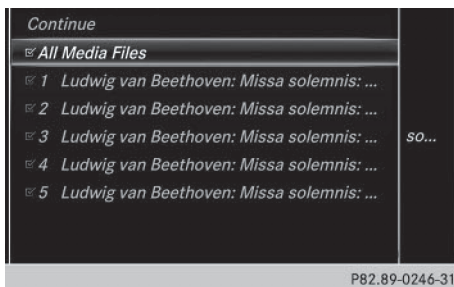 Continue
All Media Files
1 Ludwig van Beethoven: Missa solemnis: ...
2 Ludwig van Beethoven: Missa solemnis: ...
3 Ludwig van Beethoven: Missa solemnis: ...
so...
4 Ludwig van Beethoven: Missa solemnis: ...
5 Ludwig van Beethoven: Missa solemnis: ...
P82.89-0246-31